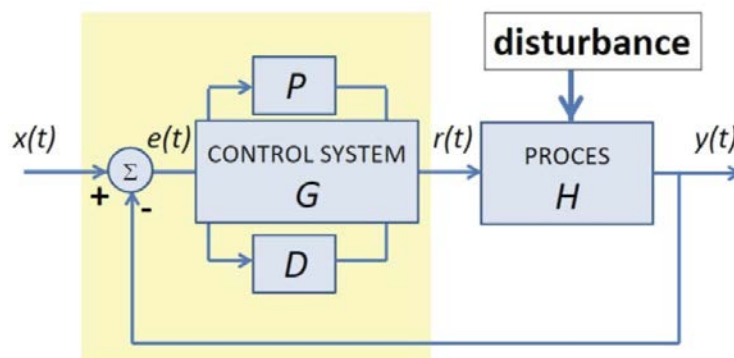 disturbance
P
x(t)
e(t)
CONTROL SYSTEM
G
r(t)
PROCES
H
y(t)
Σ
+
-
D